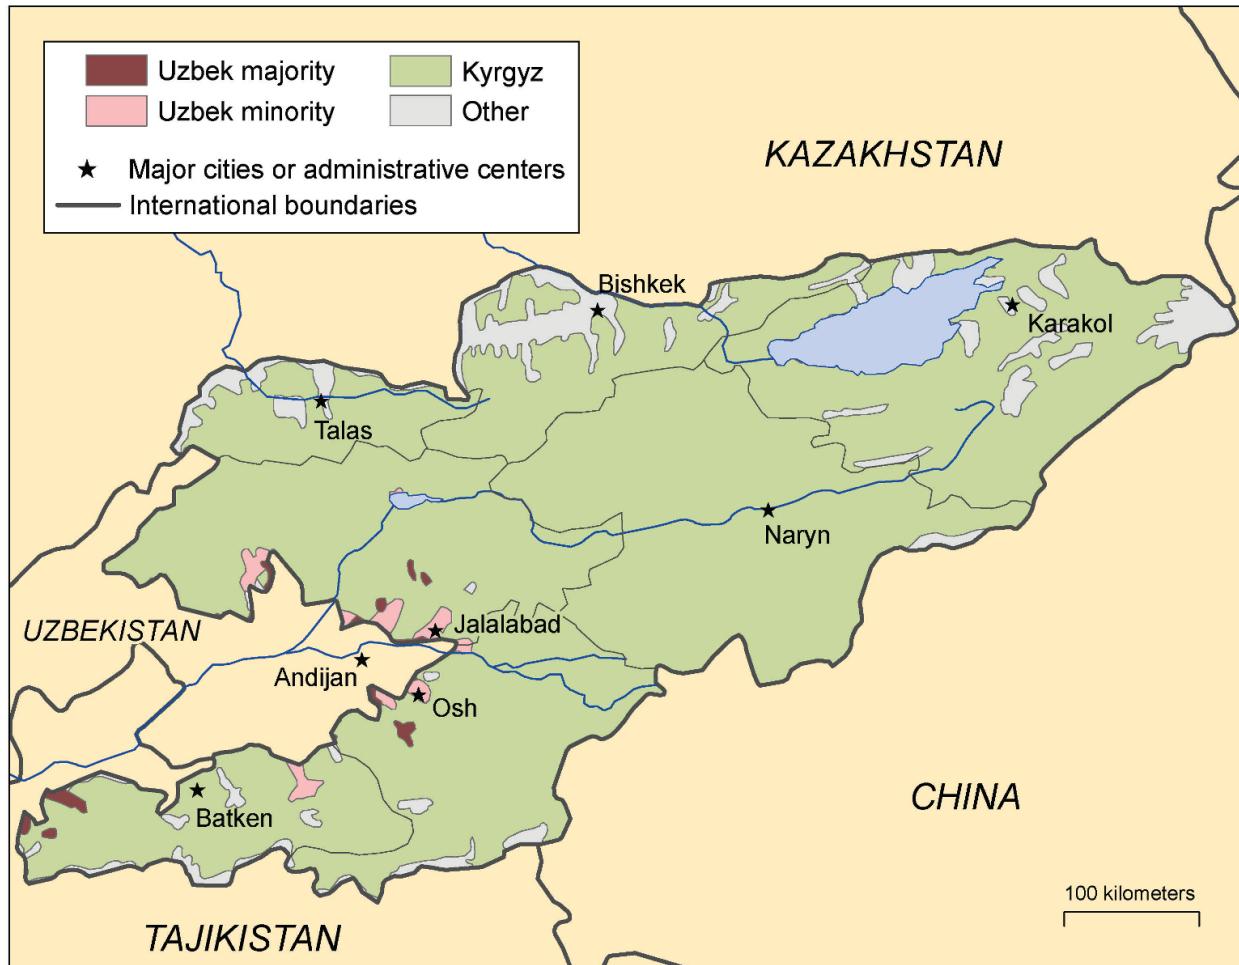 Uzbek majority
Kyrgyz
Uzbek minority
Other
Major cities or administrative centers
International boundaries
KAZAKHSTAN
Bishkek
Karakol
Talas
Naryn
UZBEKISTAN
Jalalabad
Andijan
Osh
Batken
CHINA
100 kilometers
TAJIKISTAN